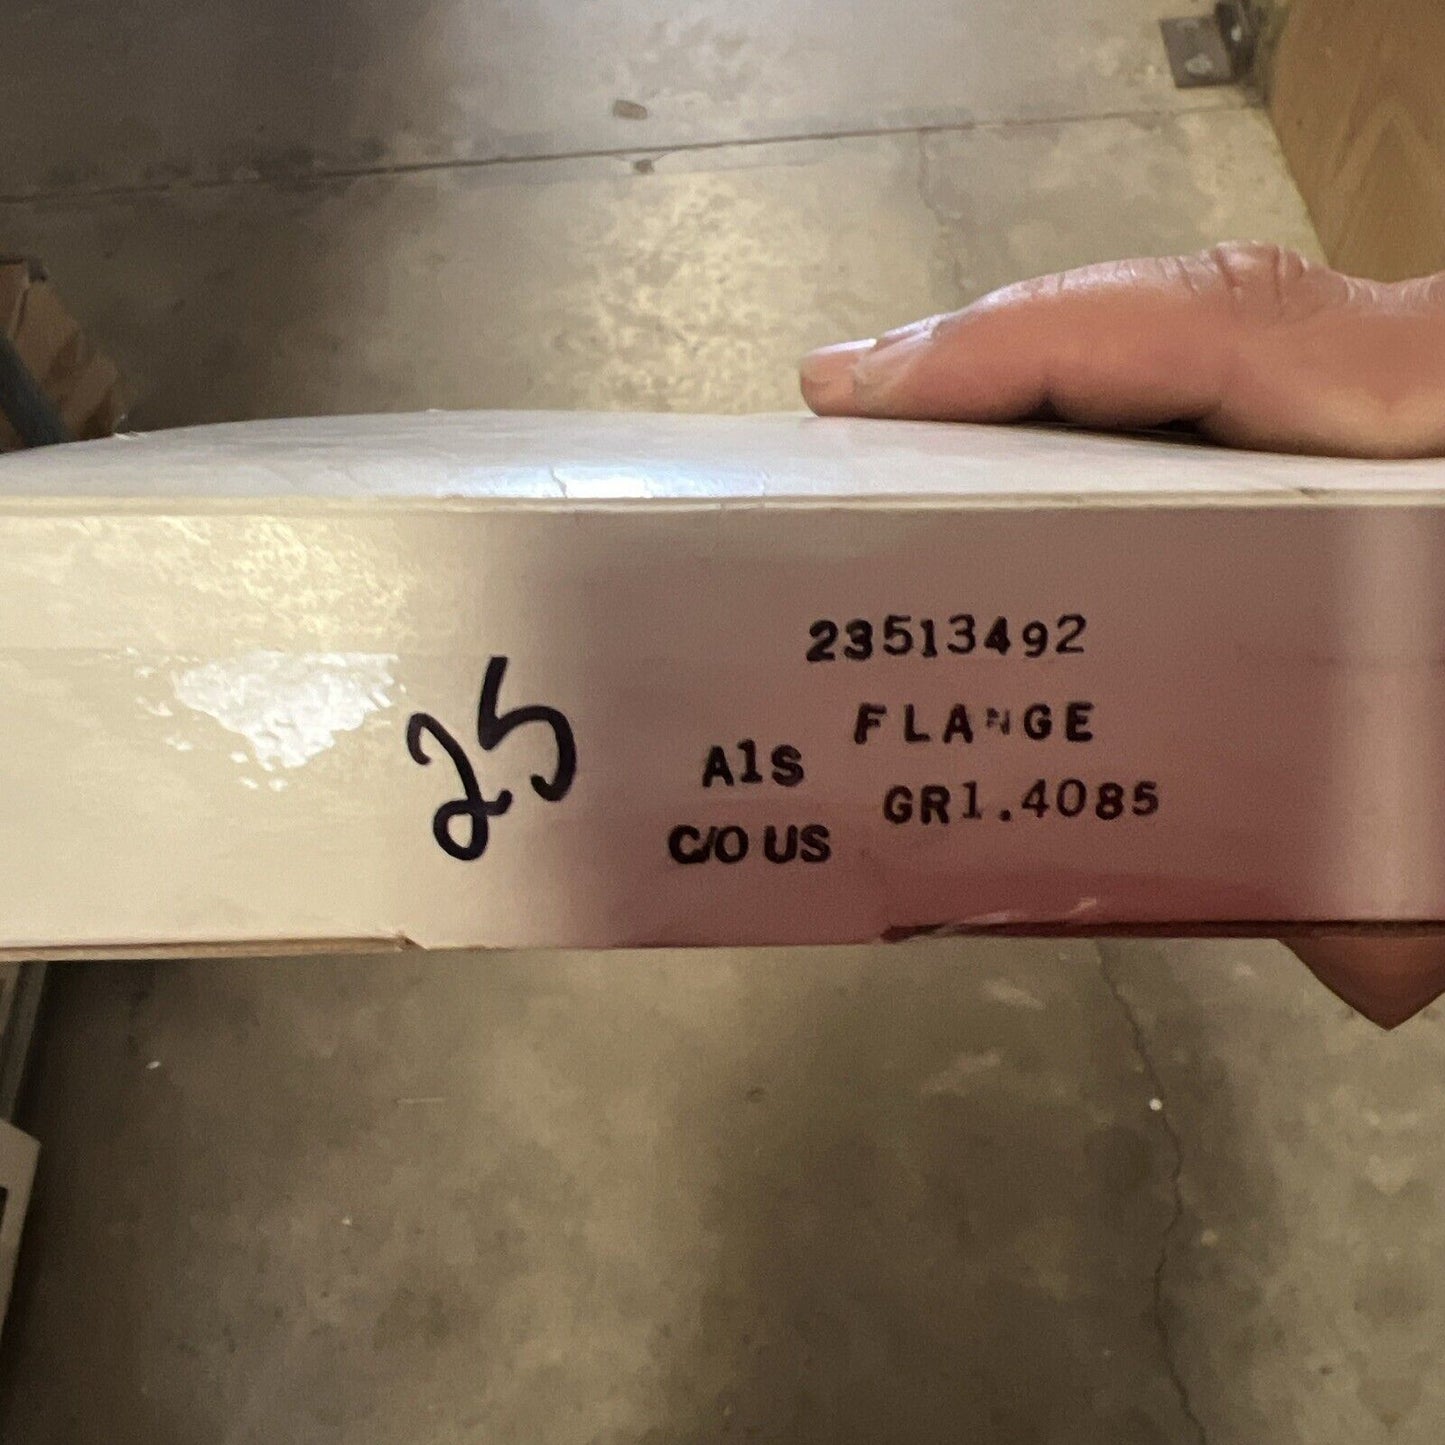 25
23513492
FLANGE
A1S
GR1.4085
C/O US